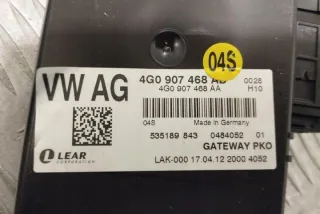 04S
VW AG
4G0 907 468 AD 0026
4G0 907 468 AA H10
04S Made in Germany
535189 843 0484052 01
GATEWAY PKO
LEAR
CORPORATION
LAK-000 17.04.12 2000 4052